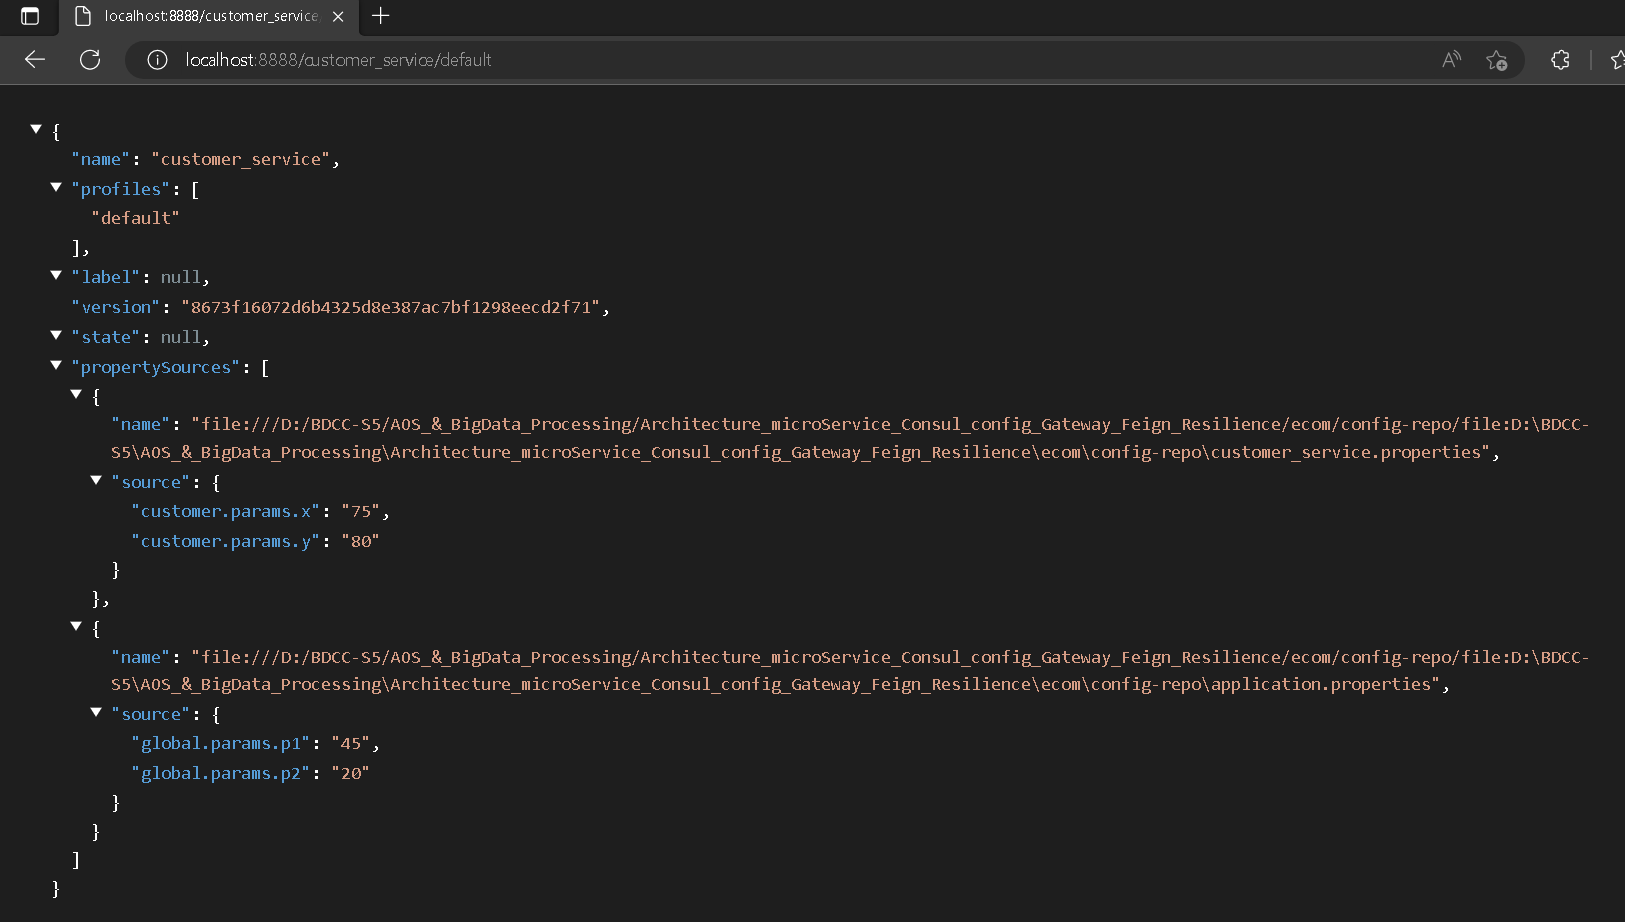 localhost:8888/customer_service
localhost:8888/customer_service/default
{
"name": "customer_service",
"profiles": [
"default"
],
"label": null,
"version": "8673f16072d6b4325d8e387ac7bf1298eecd2f71",
"state": null,
"propertySources": [
{
"name": "file:///D:/BDCC-S5/AOS_&_BigData_Processing/Architecture_microService_Consul_config_Gateway_Feign_Resilience/ecom/config-repo/file:D:\BDCC-
S5\AOS_&_BigData_Processing\Architecture_microService_Consul_config_Gateway_Feign_Resilience\ecom\config-repo\customer_service.properties",
"source": {
"customer.params.x": "75",
"customer.params.y": "80"
}
},
{
"name": "file:///D:/BDCC-S5/AOS_&_BigData_Processing/Architecture_microService_Consul_config_Gateway_Feign_Resilience/ecom/config-repo/file:D:\BDCC-
S5\AOS_&_BigData_Processing\Architecture_microService_Consul_config_Gateway_Feign_Resilience\ecom\config-repo\application.properties",
"source": {
"global.params.p1": "45",
"global.params.p2": "20"
}
}
]
}